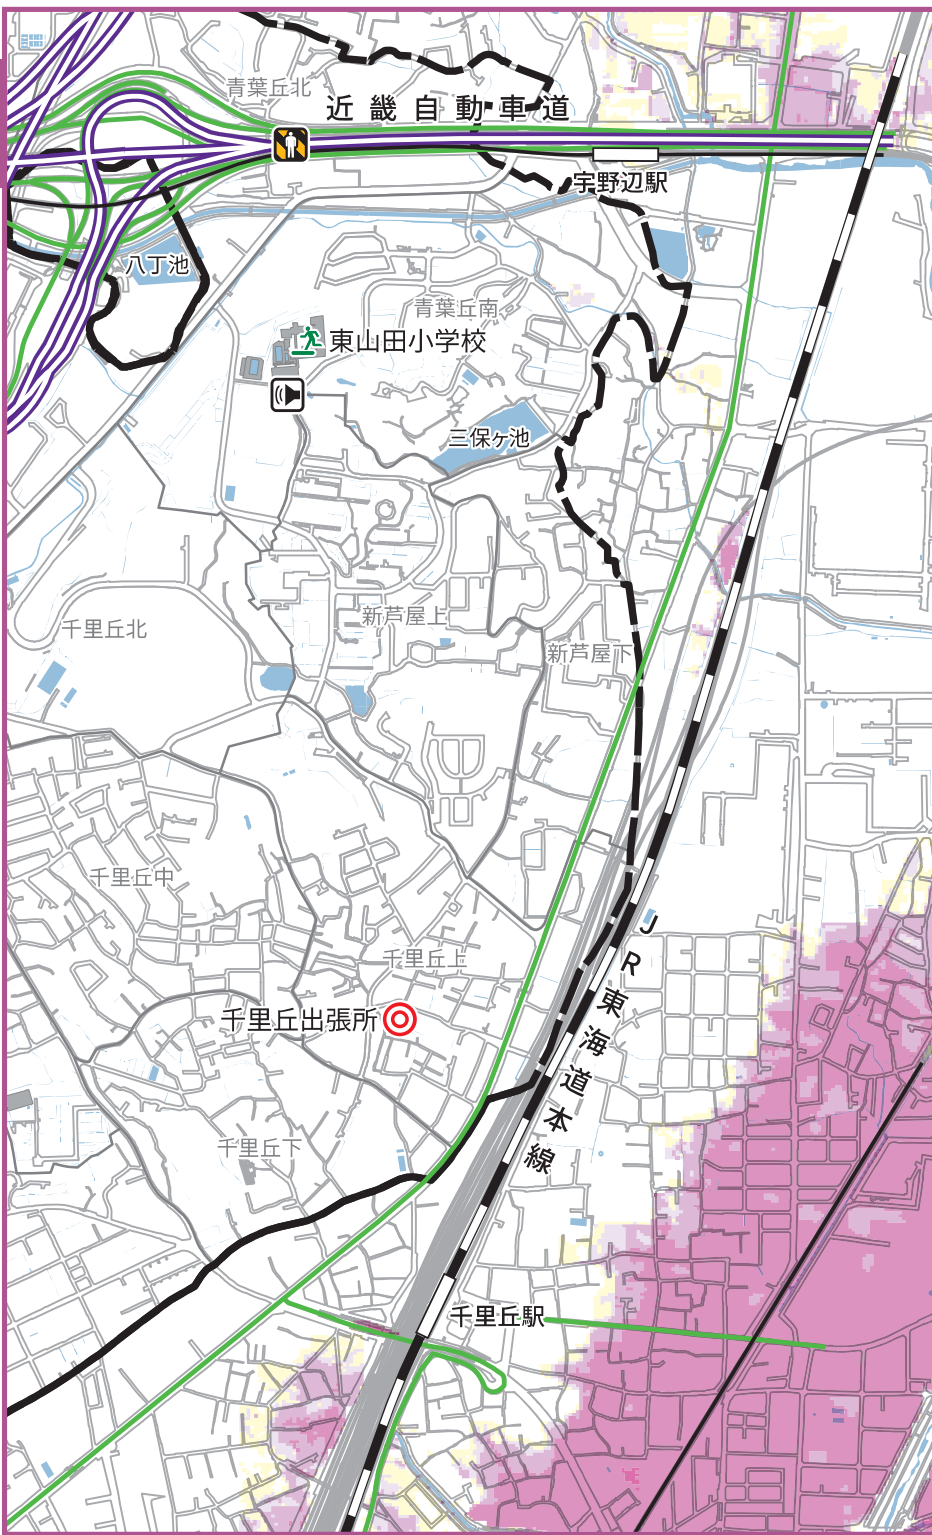 青葉丘北
近畿自動車道
宇野辺駅
八丁池
青葉丘南
東山田小学校
三保ヶ池
新芦屋上
千里丘北
新芦屋下
千里丘中
JR東海道本線
千里丘上
千里丘出張所
千里丘下
千里丘駅